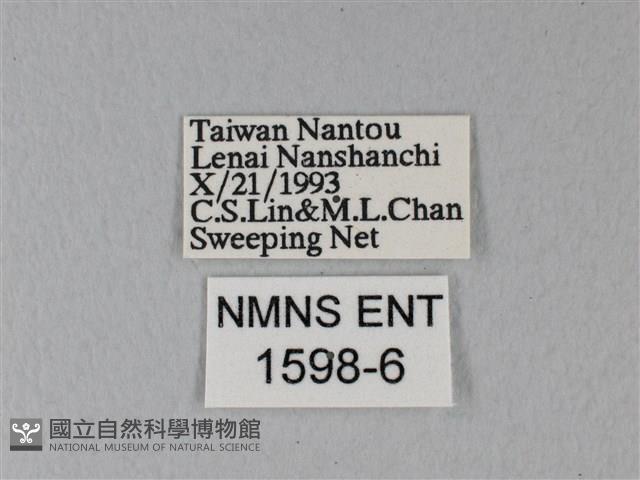 Taiwan Nantou
Lenai Nanshanchi
X/21/1993
C.S.Lin&M.L.Chan
Sweeping Net
NMNS ENT
1598-6
國立自然科學博物館
NATIONAL MUSEUM OF NATURAL SCIENCE